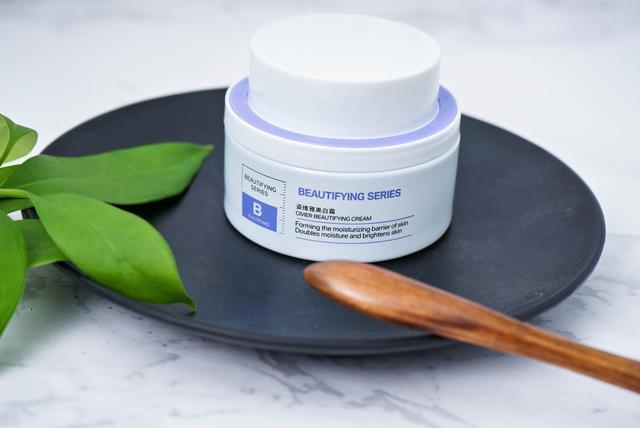 BEAUTIFYING
SERIES
B
BEAUTIFYING SERIES
姿维雅美白霜
CIVIER BEAUTIFYING CREAM
Forming the moisturizing barrier of skin
Doubles moisture and brightens skin